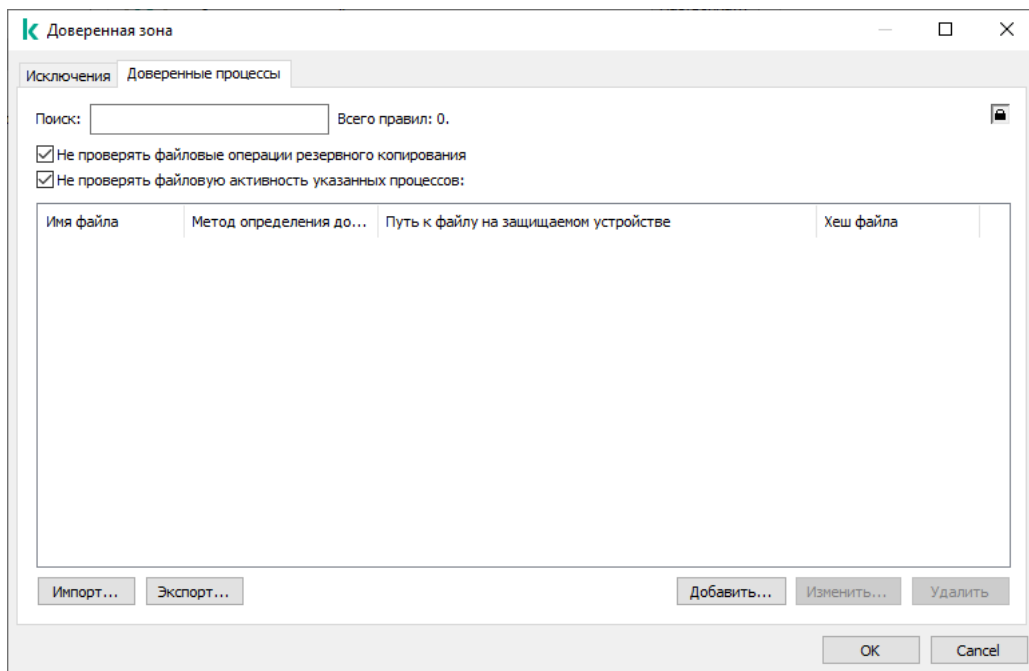 Доверенная зона
Исключения Доверенные процессы
Поиск: Всего правил: 0.
Не проверять файловые операции резервного копирования
Не проверять файловую активность указанных процессов:
Имя файла Метод определения до... Путь к файлу на защищаемом устройстве Хеш файла
Импорт... Экспорт... Добавить... Изменить... Удалить
OK Cancel